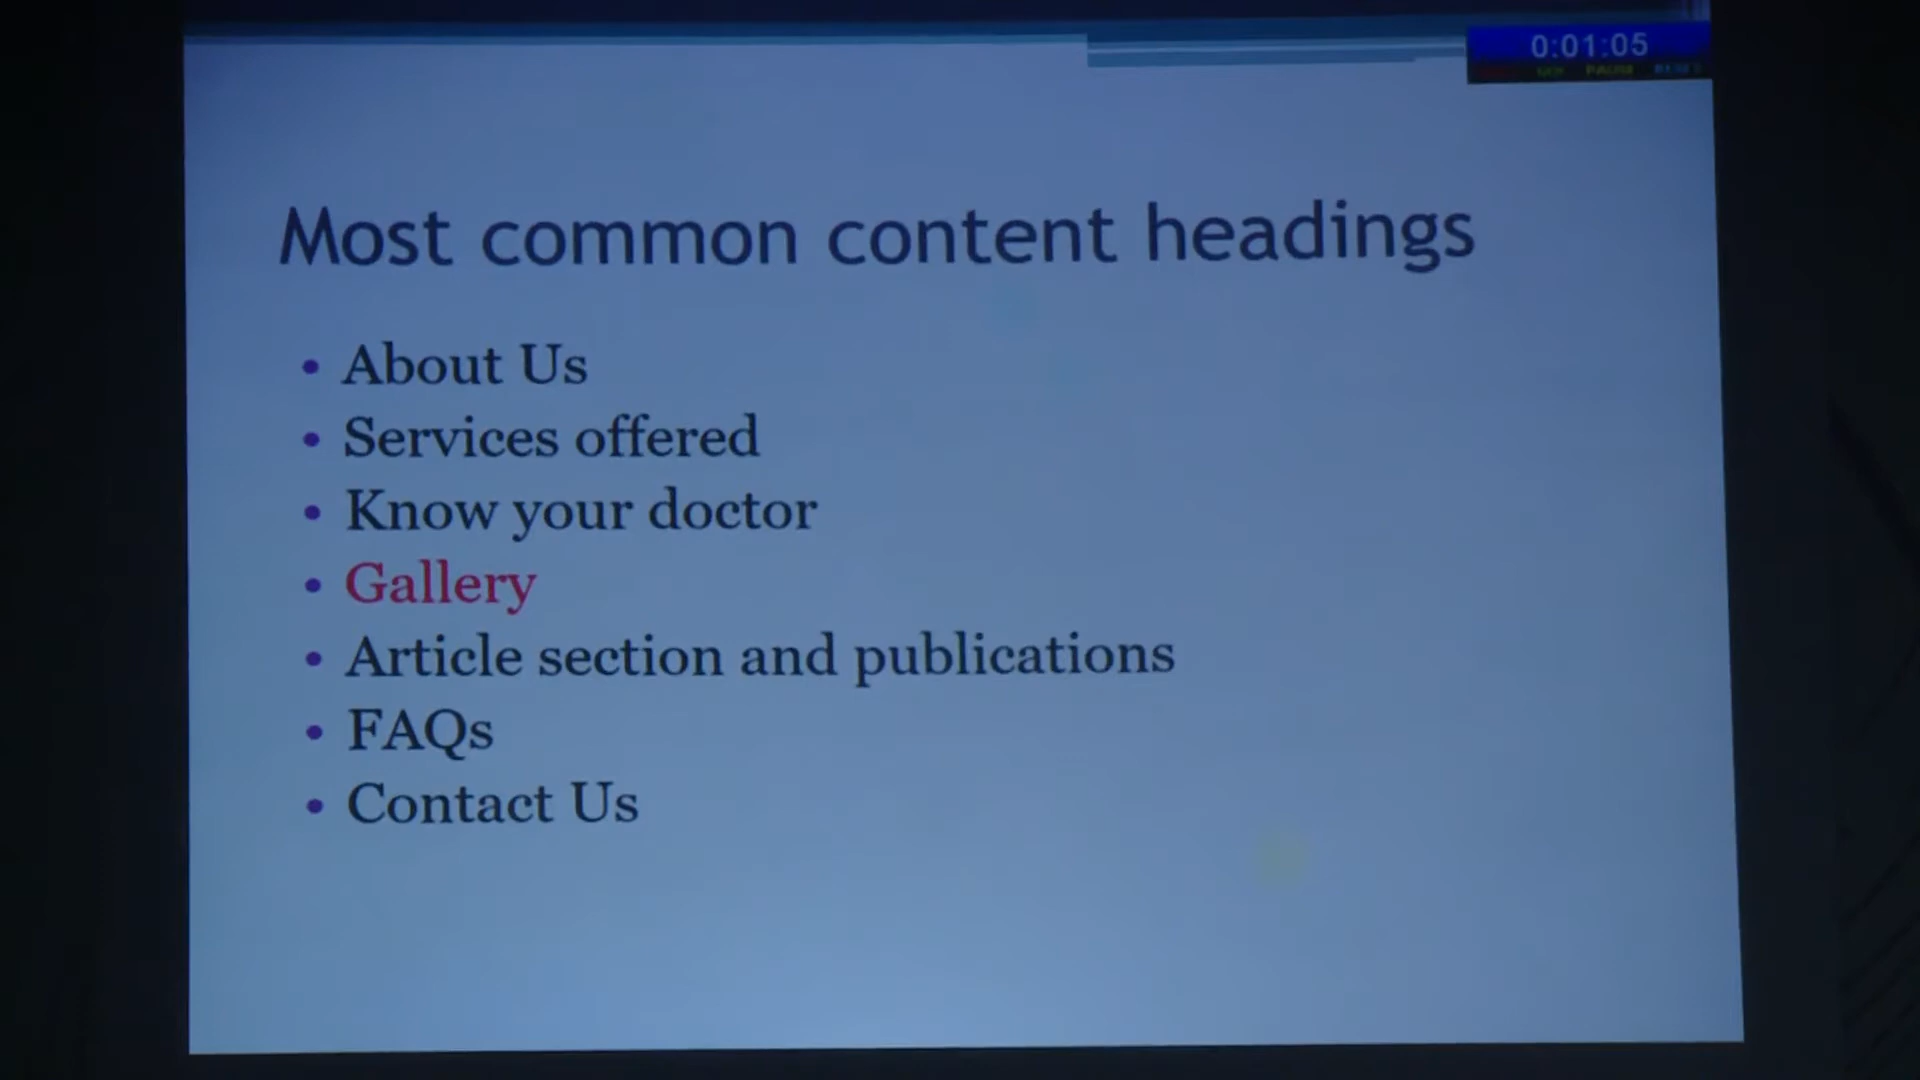 0:01:05
PAUSE
Most common content headings
• About Us
• Services offered
• Know your doctor
• Gallery
• Article section and publications
• FAQs
• Contact Us